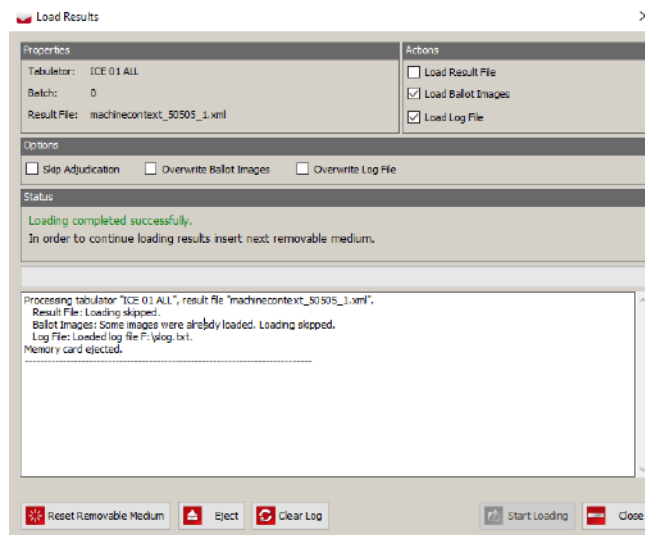 Load Results
Properties
Tabulator: ICE 01 ALL
Batch: 0
Result File: machinecontext_50505_1.xml
Actions
Load Result File
Load Ballot Images
Load Log File
Options
Skip Adjudication Overwrite Ballot Images Overwrite Log File
Status
Loading completed successfully.
In order to continue loading results insert next removable medium.
Processing tabulator "ICE 01 ALL", result file "machinecontext_50505_1.xml".
Result File: Loading skipped.
Ballot Images: Some images were already loaded. Loading skipped.
Log File: Loaded log file F:\slog.txt.
Memory card ejected.
--------------------------------------------------------------------------------
Reset Removable Medium Eject Clear Log Start Loading Close